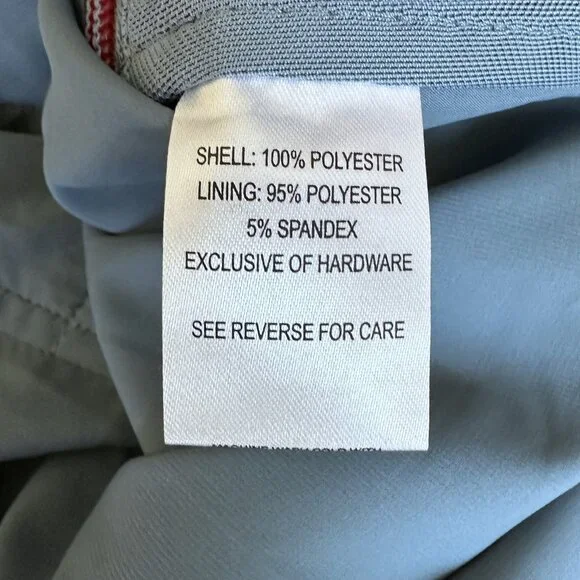 SHELL: 100% POLYESTER
LINING: 95% POLYESTER
5% SPANDEX
EXCLUSIVE OF HARDWARE
SEE REVERSE FOR CARE